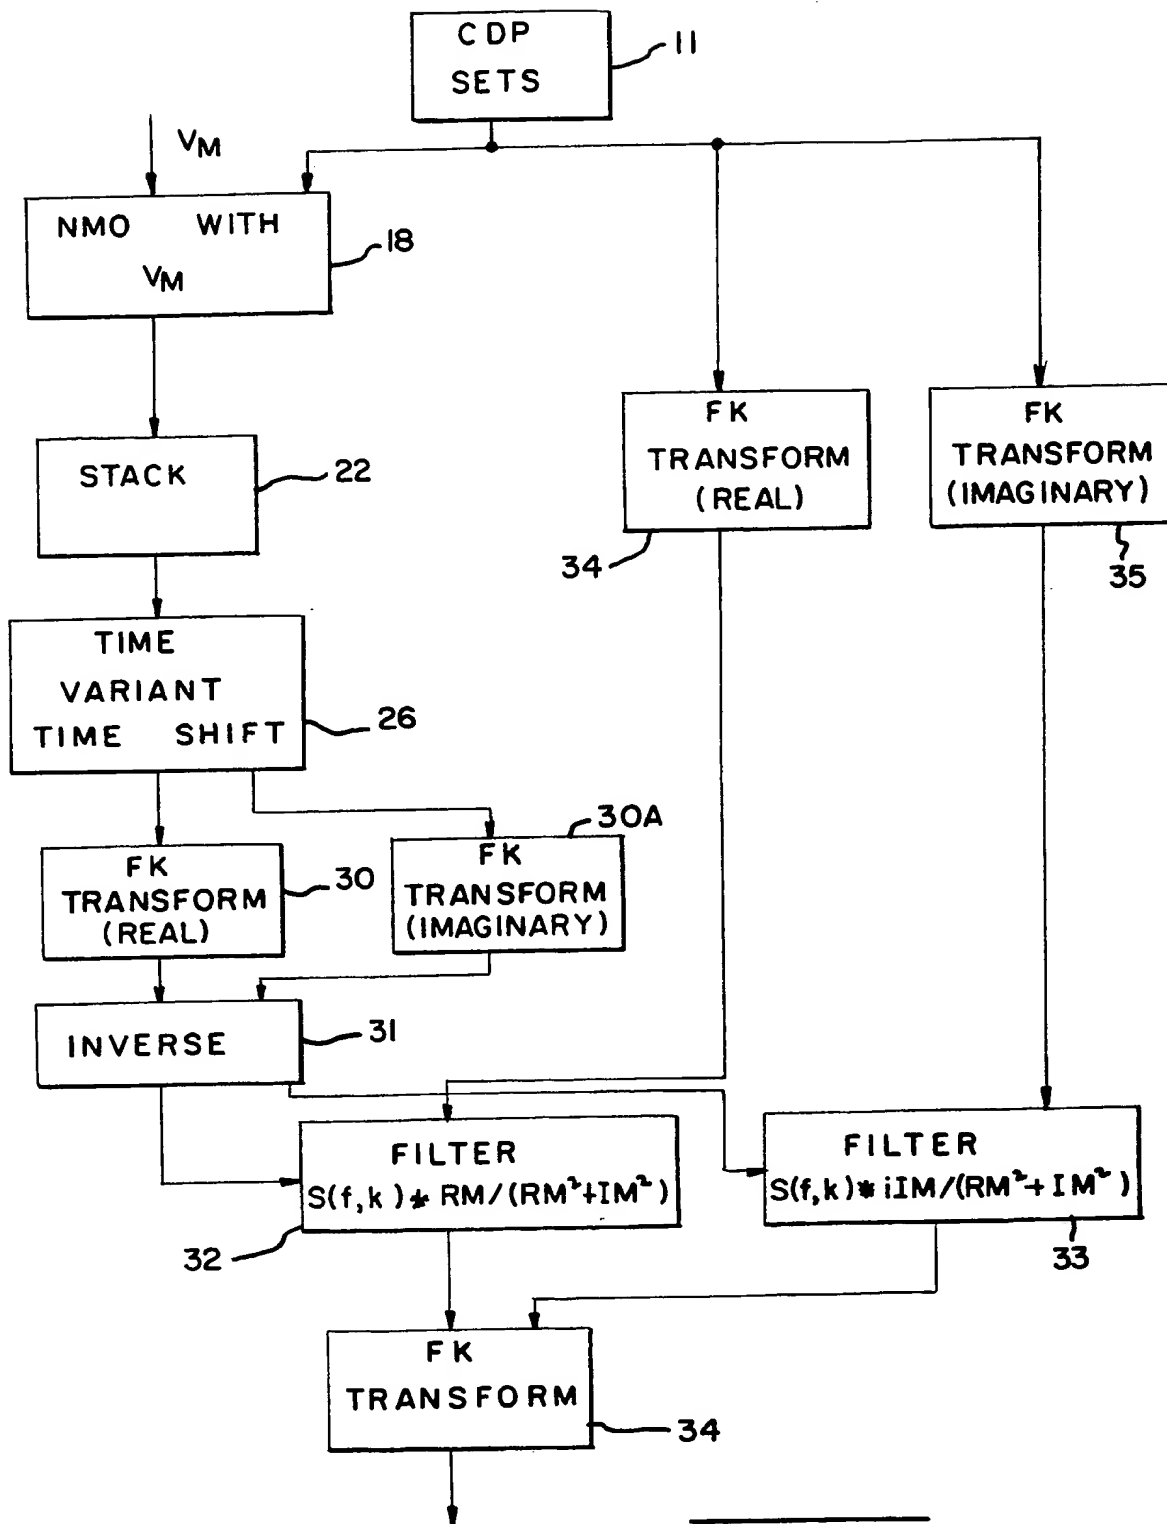 CDP
SETS
11
VM
NMO WITH
VM
18
STACK
22
FK
TRANSFORM
(REAL)
34
FK
TRANSFORM
(IMAGINARY)
35
TIME
VARIANT
TIME SHIFT
26
FK
TRANSFORM
(REAL)
30
30A
FK
TRANSFORM
(IMAGINARY)
INVERSE
31
FILTER
S(f,k)* RM/(RM²+IM²)
32
FILTER
S(f,k)* iIM/(RM²+IM²)
33
FK
TRANSFORM
34